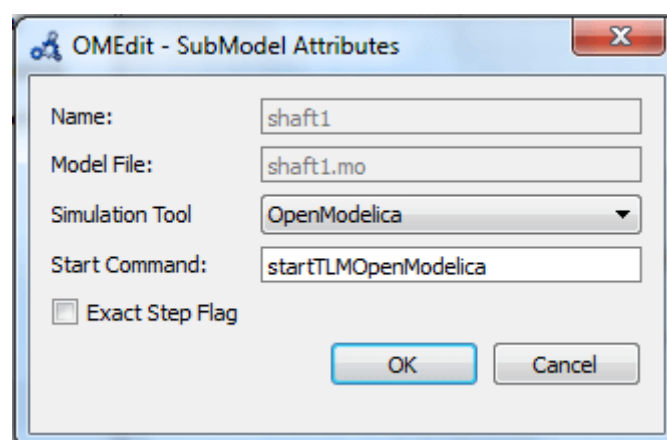 OMEdit - SubModel Attributes
Name: shaft1
Model File: shaft1.mo
Simulation Tool OpenModelica
Start Command: startTLMOpenModelica
Exact Step Flag
OK Cancel